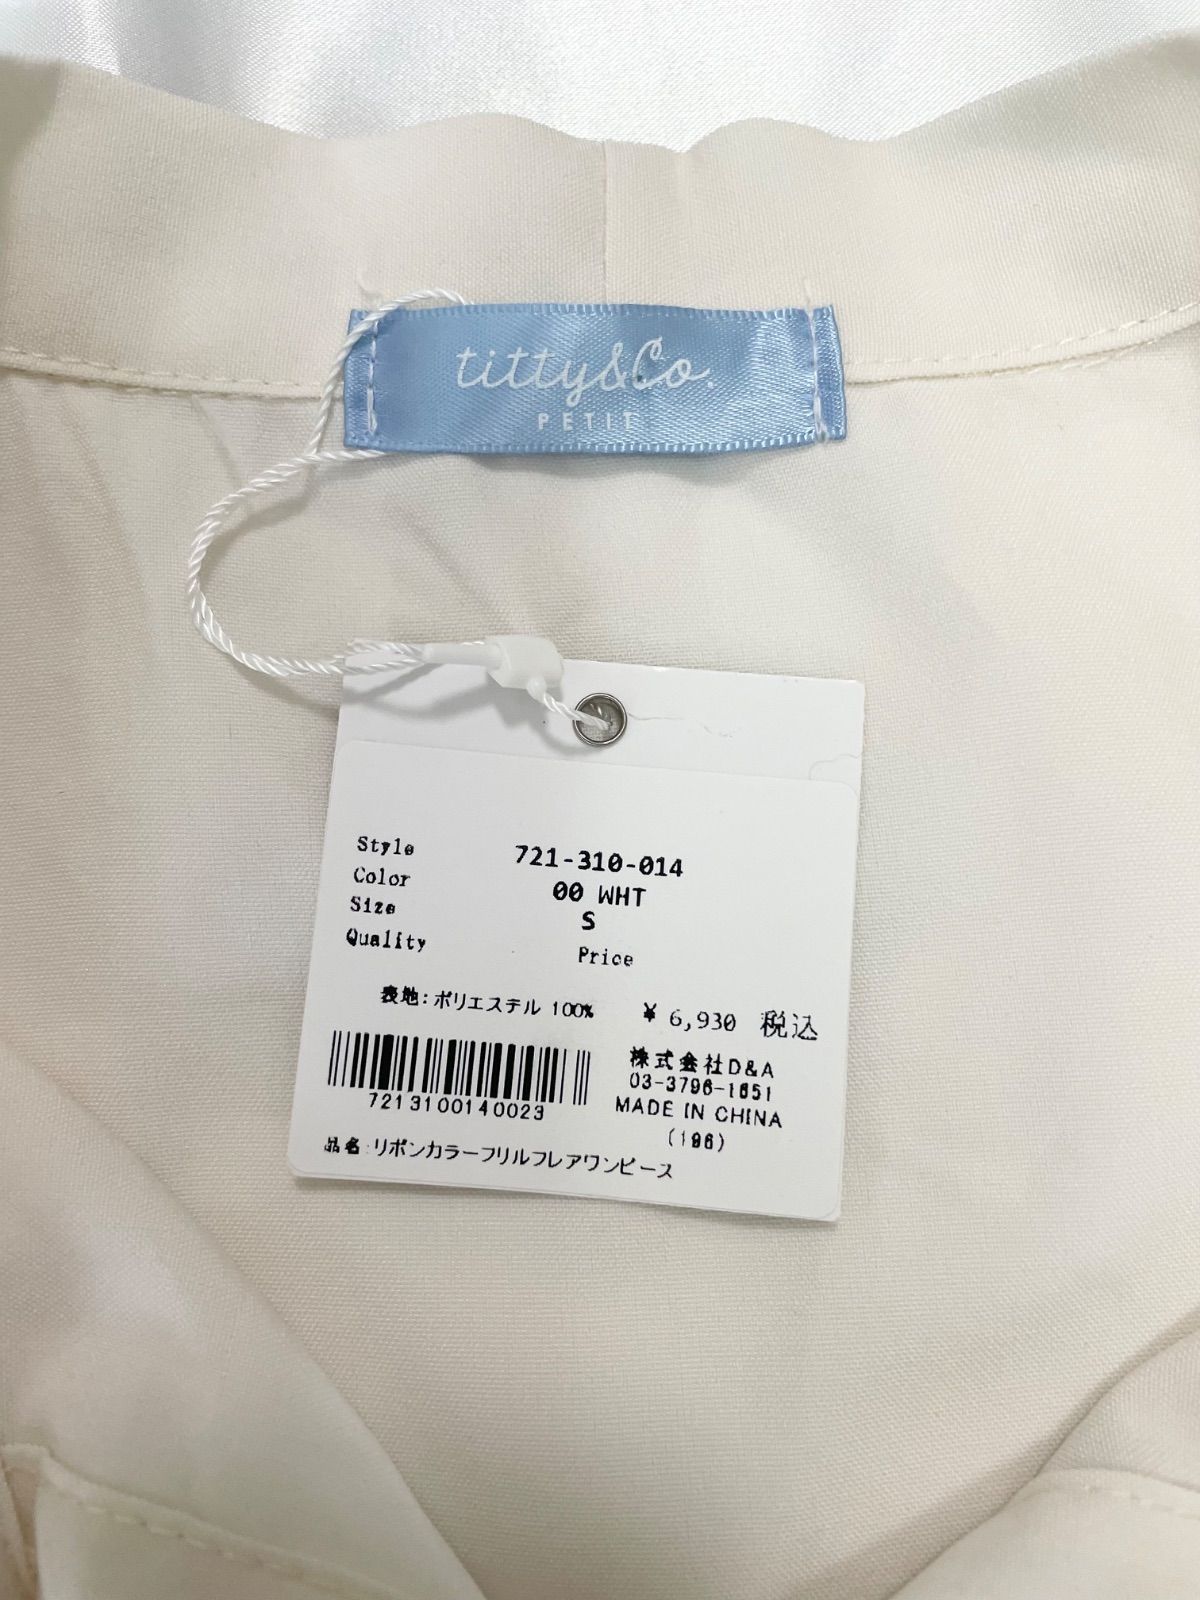 titty&Co.
PETIT
Style 721-310-014
Color 00 WHT
Size S
Quality Price
表地:ポリエステル 100% ¥ 6,930 税込
株式会社D&A
03-3796-1651
MADE IN CHINA
(196)
7213100140023
品名:リボンカラーフリルフレアワンピース